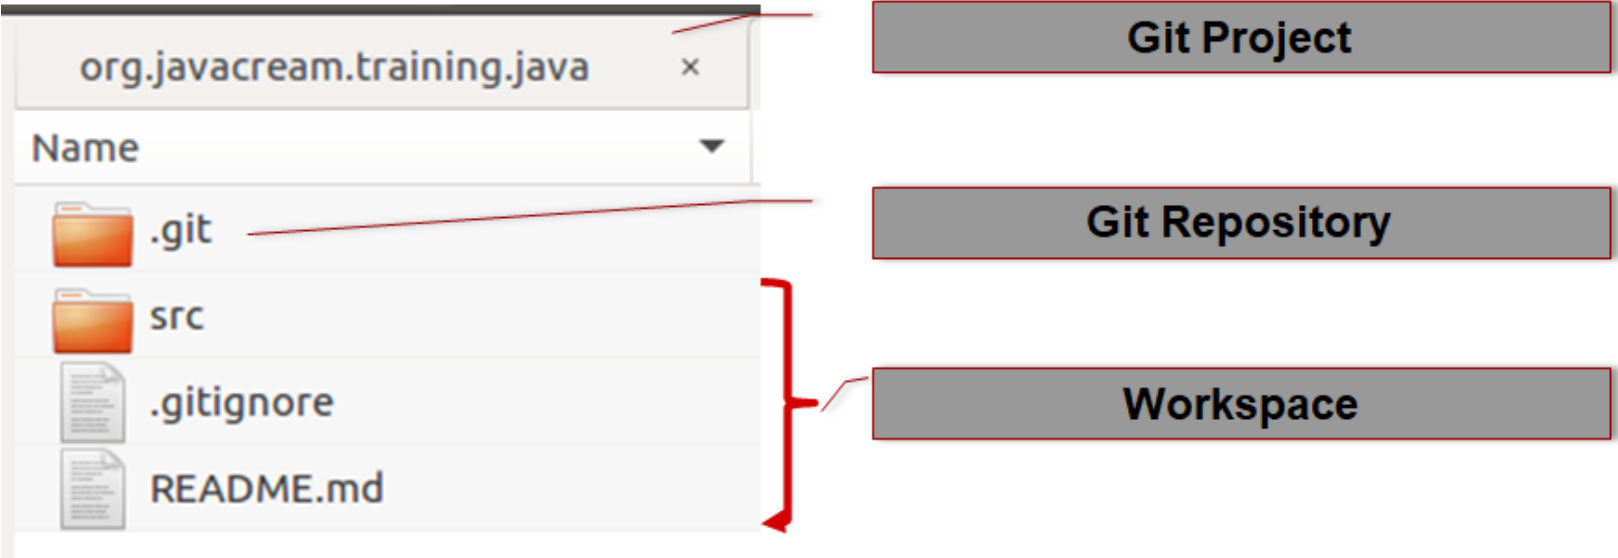 org.javacream.training.java ×
Git Project
Name
.git
Git Repository
src
.gitignore
Workspace
README.md